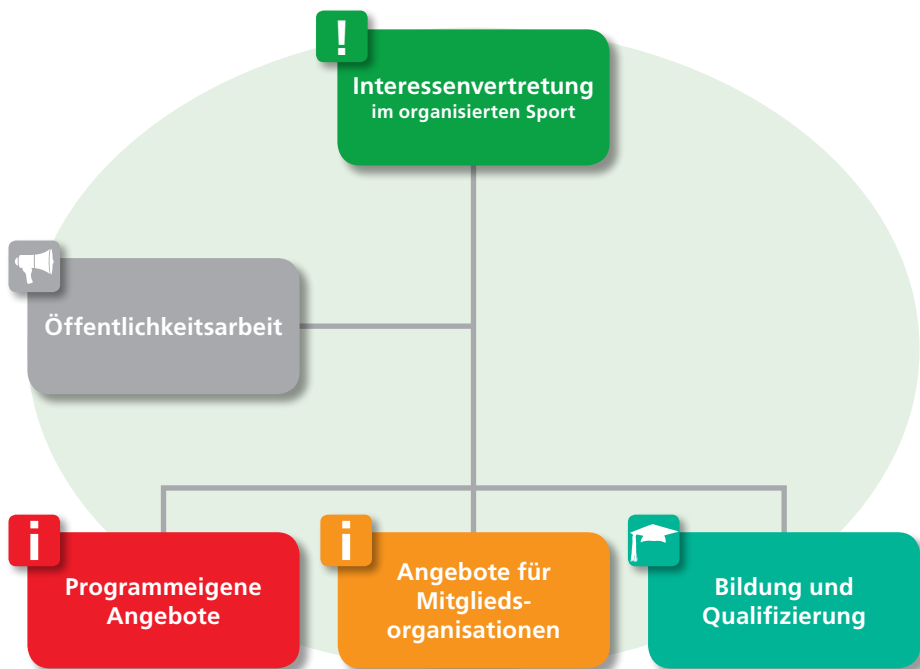 !
Interessenvertretung
im organisierten Sport
Öffentlichkeitsarbeit
i
Programmeigene
Angebote
i
Angebote für
Mitglieds-
organisationen
Bildung und
Qualifizierung